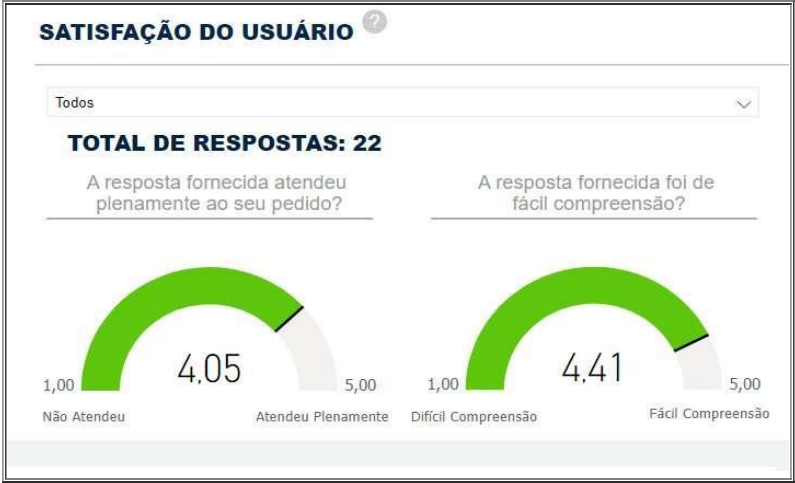 SATISFAÇÃO DO USUÁRIO ?
Todos
TOTAL DE RESPOSTAS: 22
A resposta fornecida atendeu
plenamente ao seu pedido?
4,05
1,00
5,00
Não Atendeu
Atendeu Plenamente
A resposta fornecida foi de
fácil compreensão?
4,41
1,00
5,00
Difícil Compreensão
Fácil Compreensão